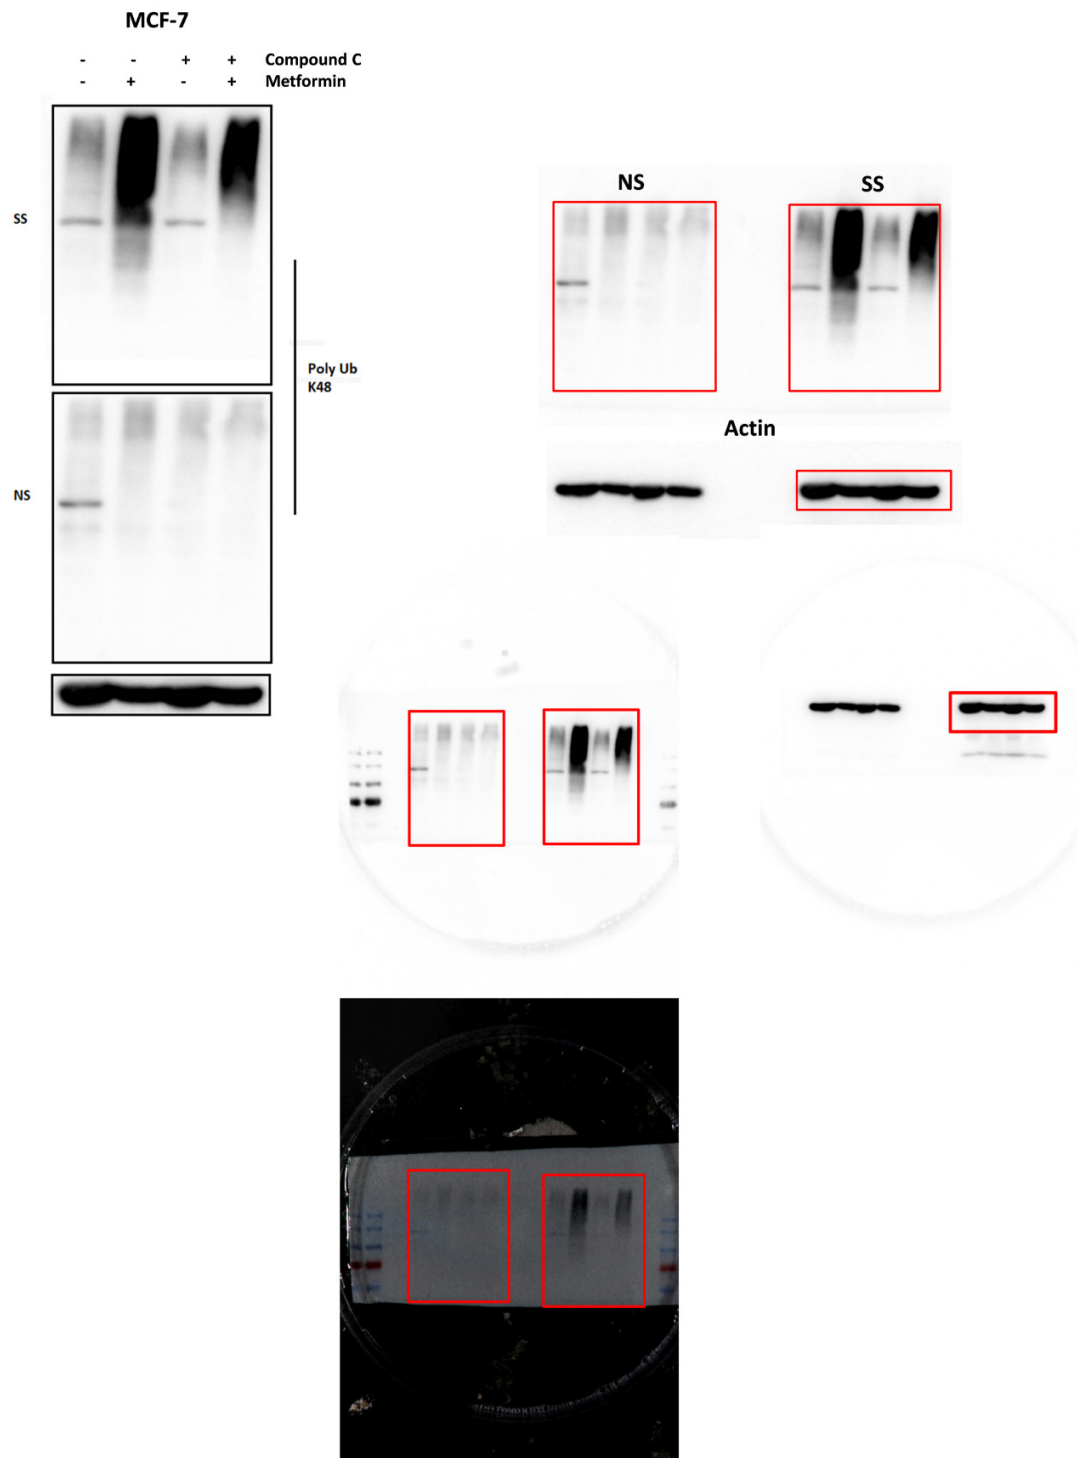 MCF-7
- - + + Compound C
- + - + Metformin
SS
Poly Ub
K48
NS
NS SS
Actin